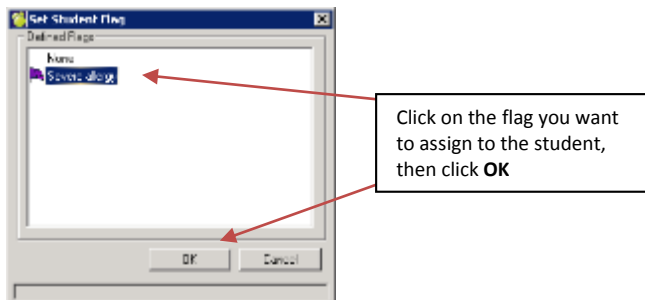 Set Student Flag
Defined Flags
None
Severe allergy
Click on the flag you want
to assign to the student,
then click OK
OK
Cancel